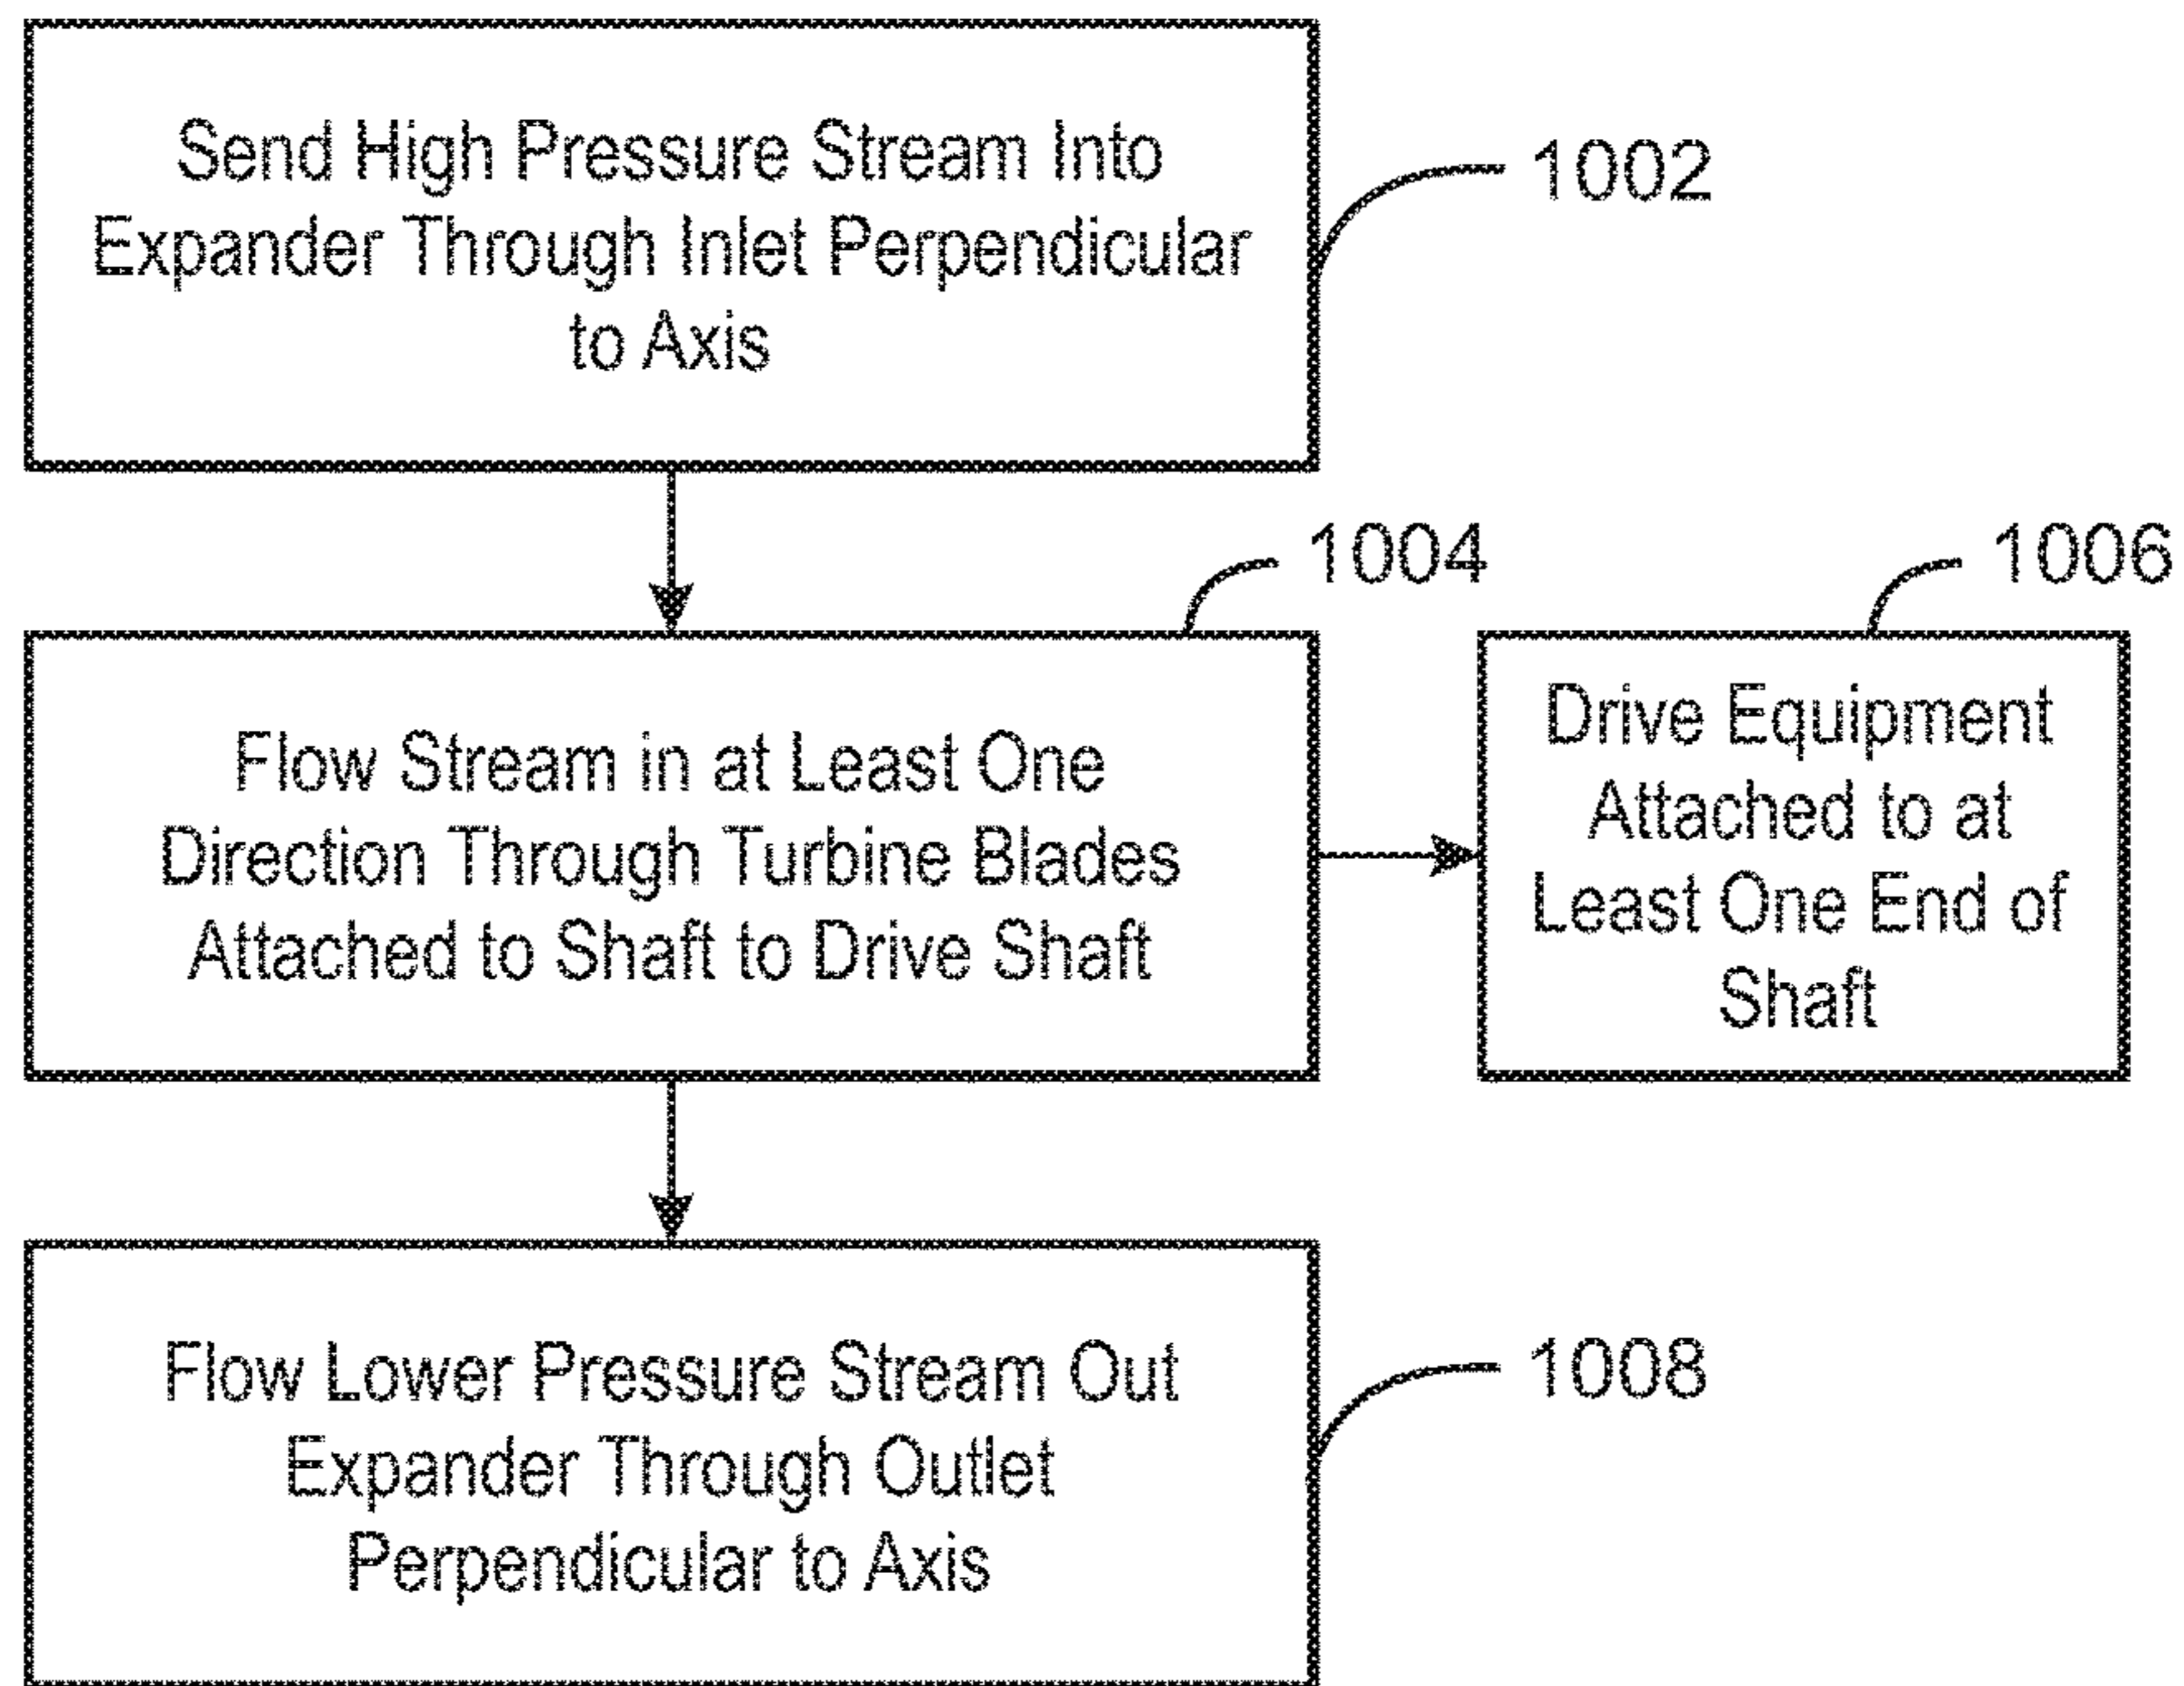 Send High Pressure Stream Into
Expander Through Inlet Perpendicular
to Axis
1002
1004
1006
Flow Stream in at Least One
Direction Through Turbine Blades
Attached to Shaft to Drive Shaft
Drive Equipment
Attached to at
Least One End of
Shaft
Flow Lower Pressure Stream Out
Expander Through Outlet
Perpendicular to Axis
1008